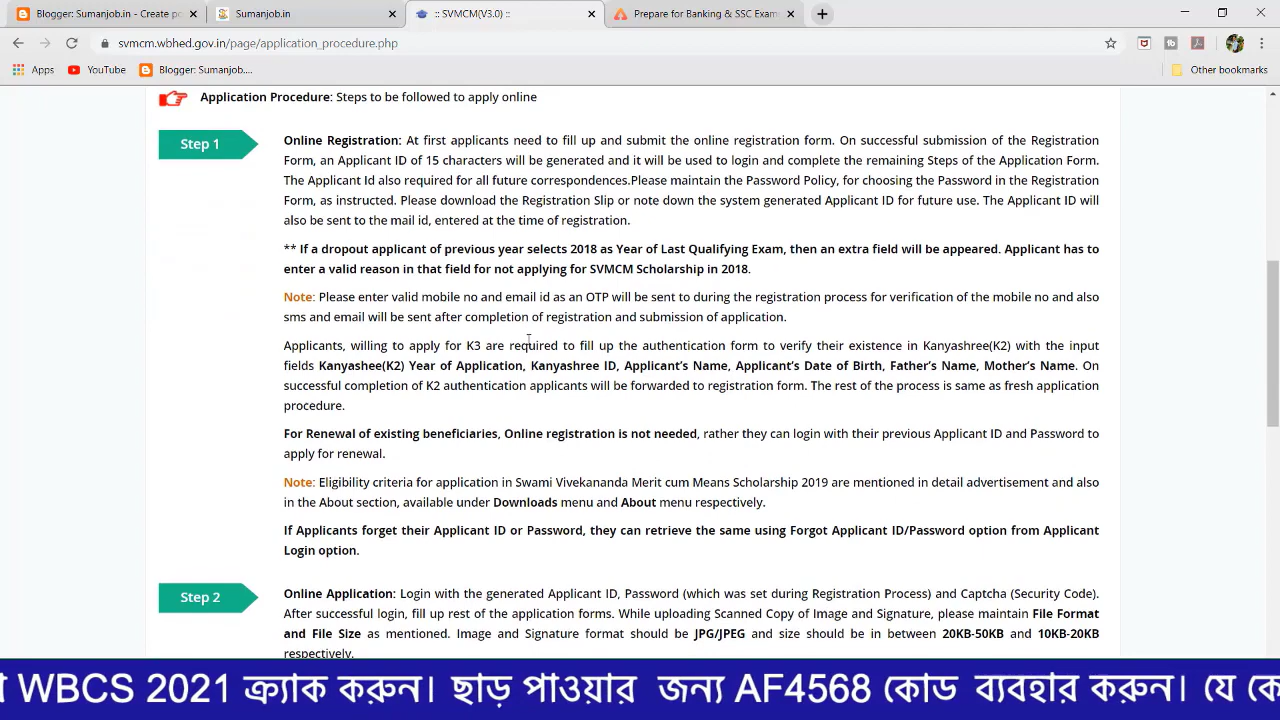 Blogger: Sumanjob.in - Create po
Sumanjob.in
:: SVMCM(V3.0) ::
Prepare for Banking & SSC Exam
svmcm.wbhed.gov.in/page/application_procedure.php
Apps YouTube Blogger: Sumanjob.... Other bookmarks
Application Procedure: Steps to be followed to apply online
Step 1
Online Registration: At first applicants need to fill up and submit the online registration form. On successful submission of the Registration
Form, an Applicant ID of 15 characters will be generated and it will be used to login and complete the remaining Steps of the Application Form.
The Applicant Id also required for all future correspondences.Please maintain the Password Policy, for choosing the Password in the Registration
Form, as instructed. Please download the Registration Slip or note down the system generated Applicant ID for future use. The Applicant ID will
also be sent to the mail id, entered at the time of registration.
** If a dropout applicant of previous year selects 2018 as Year of Last Qualifying Exam, then an extra field will be appeared. Applicant has to
enter a valid reason in that field for not applying for SVMCM Scholarship in 2018.
Note: Please enter valid mobile no and email id as an OTP will be sent to during the registration process for verification of the mobile no and also
sms and email will be sent after completion of registration and submission of application.
Applicants, willing to apply for K3 are required to fill up the authentication form to verify their existence in Kanyashree(K2) with the input
fields Kanyashee(K2) Year of Application, Kanyashree ID, Applicant's Name, Applicant's Date of Birth, Father's Name, Mother's Name. On
successful completion of K2 authentication applicants will be forwarded to registration form. The rest of the process is same as fresh application
procedure.
For Renewal of existing beneficiaries, Online registration is not needed, rather they can login with their previous Applicant ID and Password to
apply for renewal.
Note: Eligibility criteria for application in Swami Vivekananda Merit cum Means Scholarship 2019 are mentioned in detail advertisement and also
in the About section, available under Downloads menu and About menu respectively.
If Applicants forget their Applicant ID or Password, they can retrieve the same using Forgot Applicant ID/Password option from Applicant
Login option.
Step 2
Online Application: Login with the generated Applicant ID, Password (which was set during Registration Process) and Captcha (Security Code).
After successful login, fill up rest of the application forms. While uploading Scanned Copy of Image and Signature, please maintain File Format
and File Size as mentioned. Image and Signature format should be JPG/JPEG and size should be in between 20KB-50KB and 10KB-20KB
respectively.
WBCS 2021 ক্র্যাক করুন। ছাড় পাওয়ার জন্য AF4568 কোড ব্যবহার করুন। যে কে